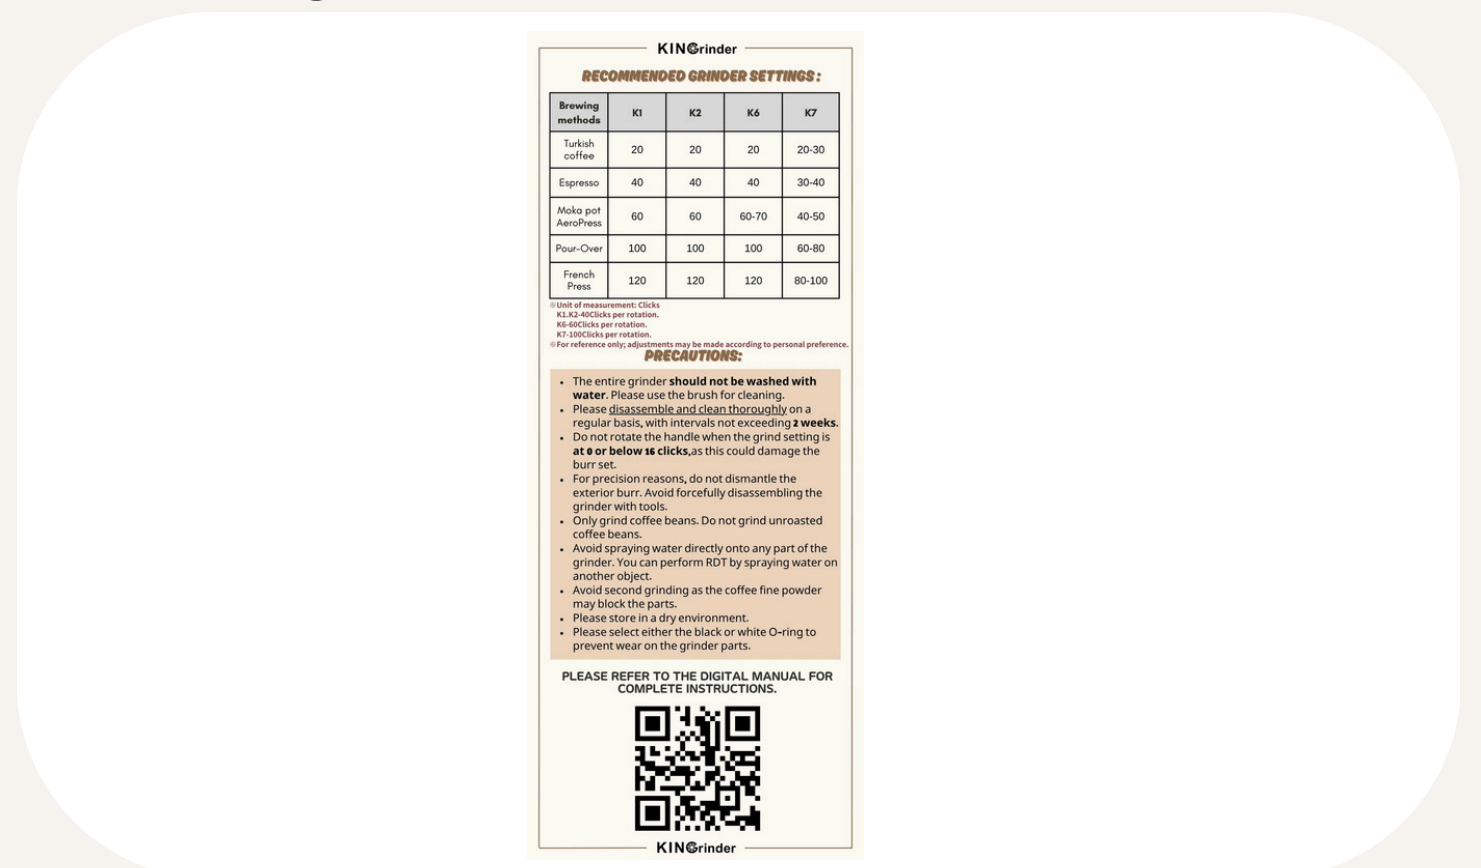 KINGrinder
RECOMMENDED GRINDER SETTINGS :
Brewing methods K1 K2 K6 K7
Turkish coffee 20 20 20 20-30
Espresso 40 40 40 30-40
Moka pot AeroPress 60 60 60-70 40-50
Pour-Over 100 100 100 60-80
French Press 120 120 120 80-100
※Unit of measurement: Clicks
K1.K2-40Clicks per rotation.
K6-60Clicks per rotation.
K7-100Clicks per rotation.
※For reference only; adjustments may be made according to personal preference.
PRECAUTIONS:
• The entire grinder should not be washed with
water. Please use the brush for cleaning.
• Please disassemble and clean thoroughly on a
regular basis, with intervals not exceeding 2 weeks.
• Do not rotate the handle when the grind setting is
at 0 or below 16 clicks,as this could damage the
burr set.
• For precision reasons, do not dismantle the
exterior burr. Avoid forcefully disassembling the
grinder with tools.
• Only grind coffee beans. Do not grind unroasted
coffee beans.
• Avoid spraying water directly onto any part of the
grinder. You can perform RDT by spraying water on
another object.
• Avoid second grinding as the coffee fine powder
may block the parts.
• Please store in a dry environment.
• Please select either the black or white O-ring to
prevent wear on the grinder parts.
PLEASE REFER TO THE DIGITAL MANUAL FOR
COMPLETE INSTRUCTIONS.
KINGrinder